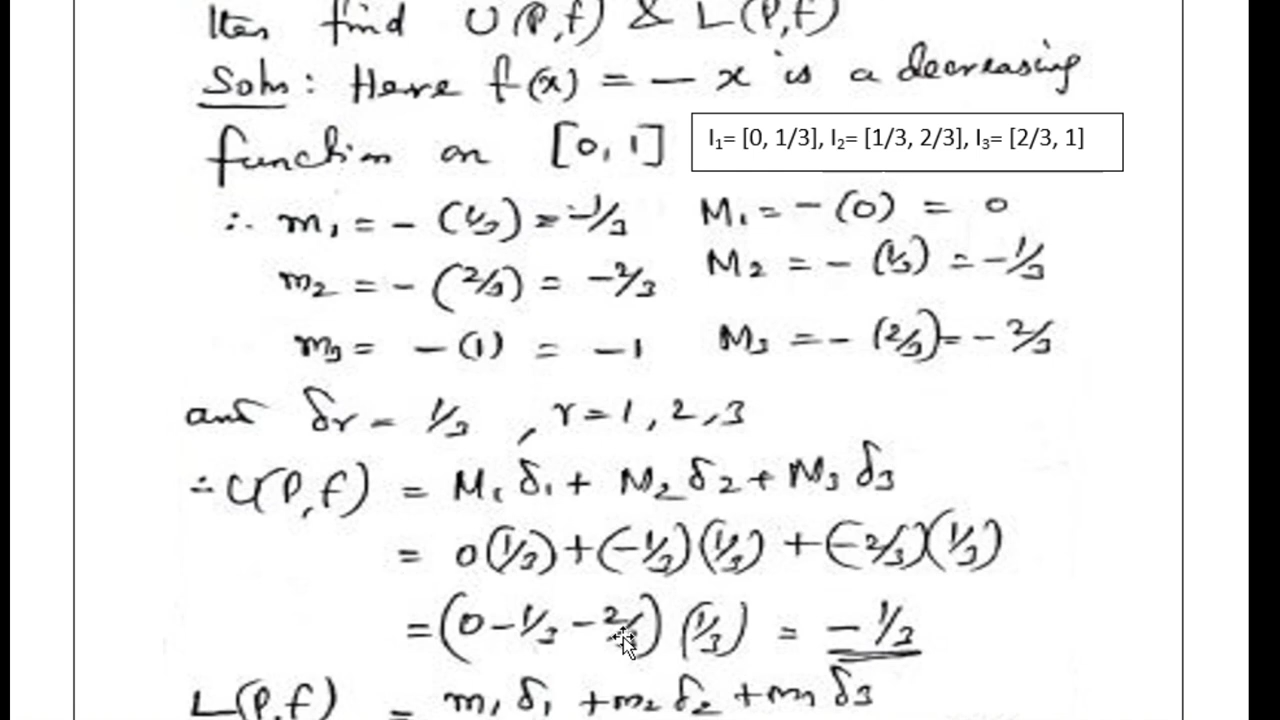 then find U(P,f) & L(P,f)
Soln: Here f(x) = - x is a decreasing
function on [0, 1]
I₁= [0, 1/3], I₂= [1/3, 2/3], I₃= [2/3, 1]
∴ m₁ = - (1/3) = -1/3 M₁ = - (0) = 0
m₂ = - (2/3) = -2/3 M₂ = - (1/3) = -1/3
m₃ = - (1) = -1 M₃ = - (2/3) = - 2/3
and δr = 1/3 , r = 1, 2, 3
∴ U(P,f) = M₁ δ₁ + M₂ δ₂ + M₃ δ₃
= 0(1/3) + (-1/3)(1/3) + (-2/3)(1/3)
= (0 - 1/3 - 2/3) (1/3) = - 1/3
L(P,f) = m₁ δ₁ + m₂ δ₂ + m₃ δ₃